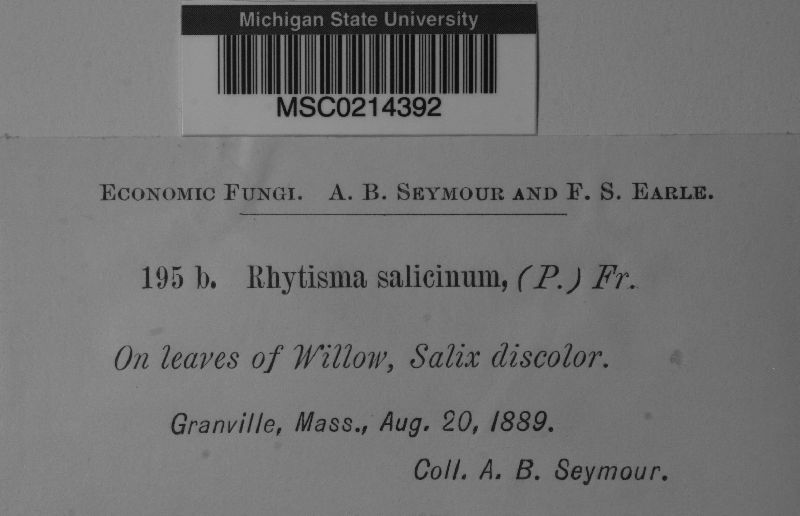 Michigan State University
MSC0214392
Economic Fungi. A. B. Seymour and F. S. Earle.
195 b. Rhytisma salicinum, (P.) Fr.
On leaves of Willow, Salix discolor.
Granville, Mass., Aug. 20, 1889.
Coll. A. B. Seymour.